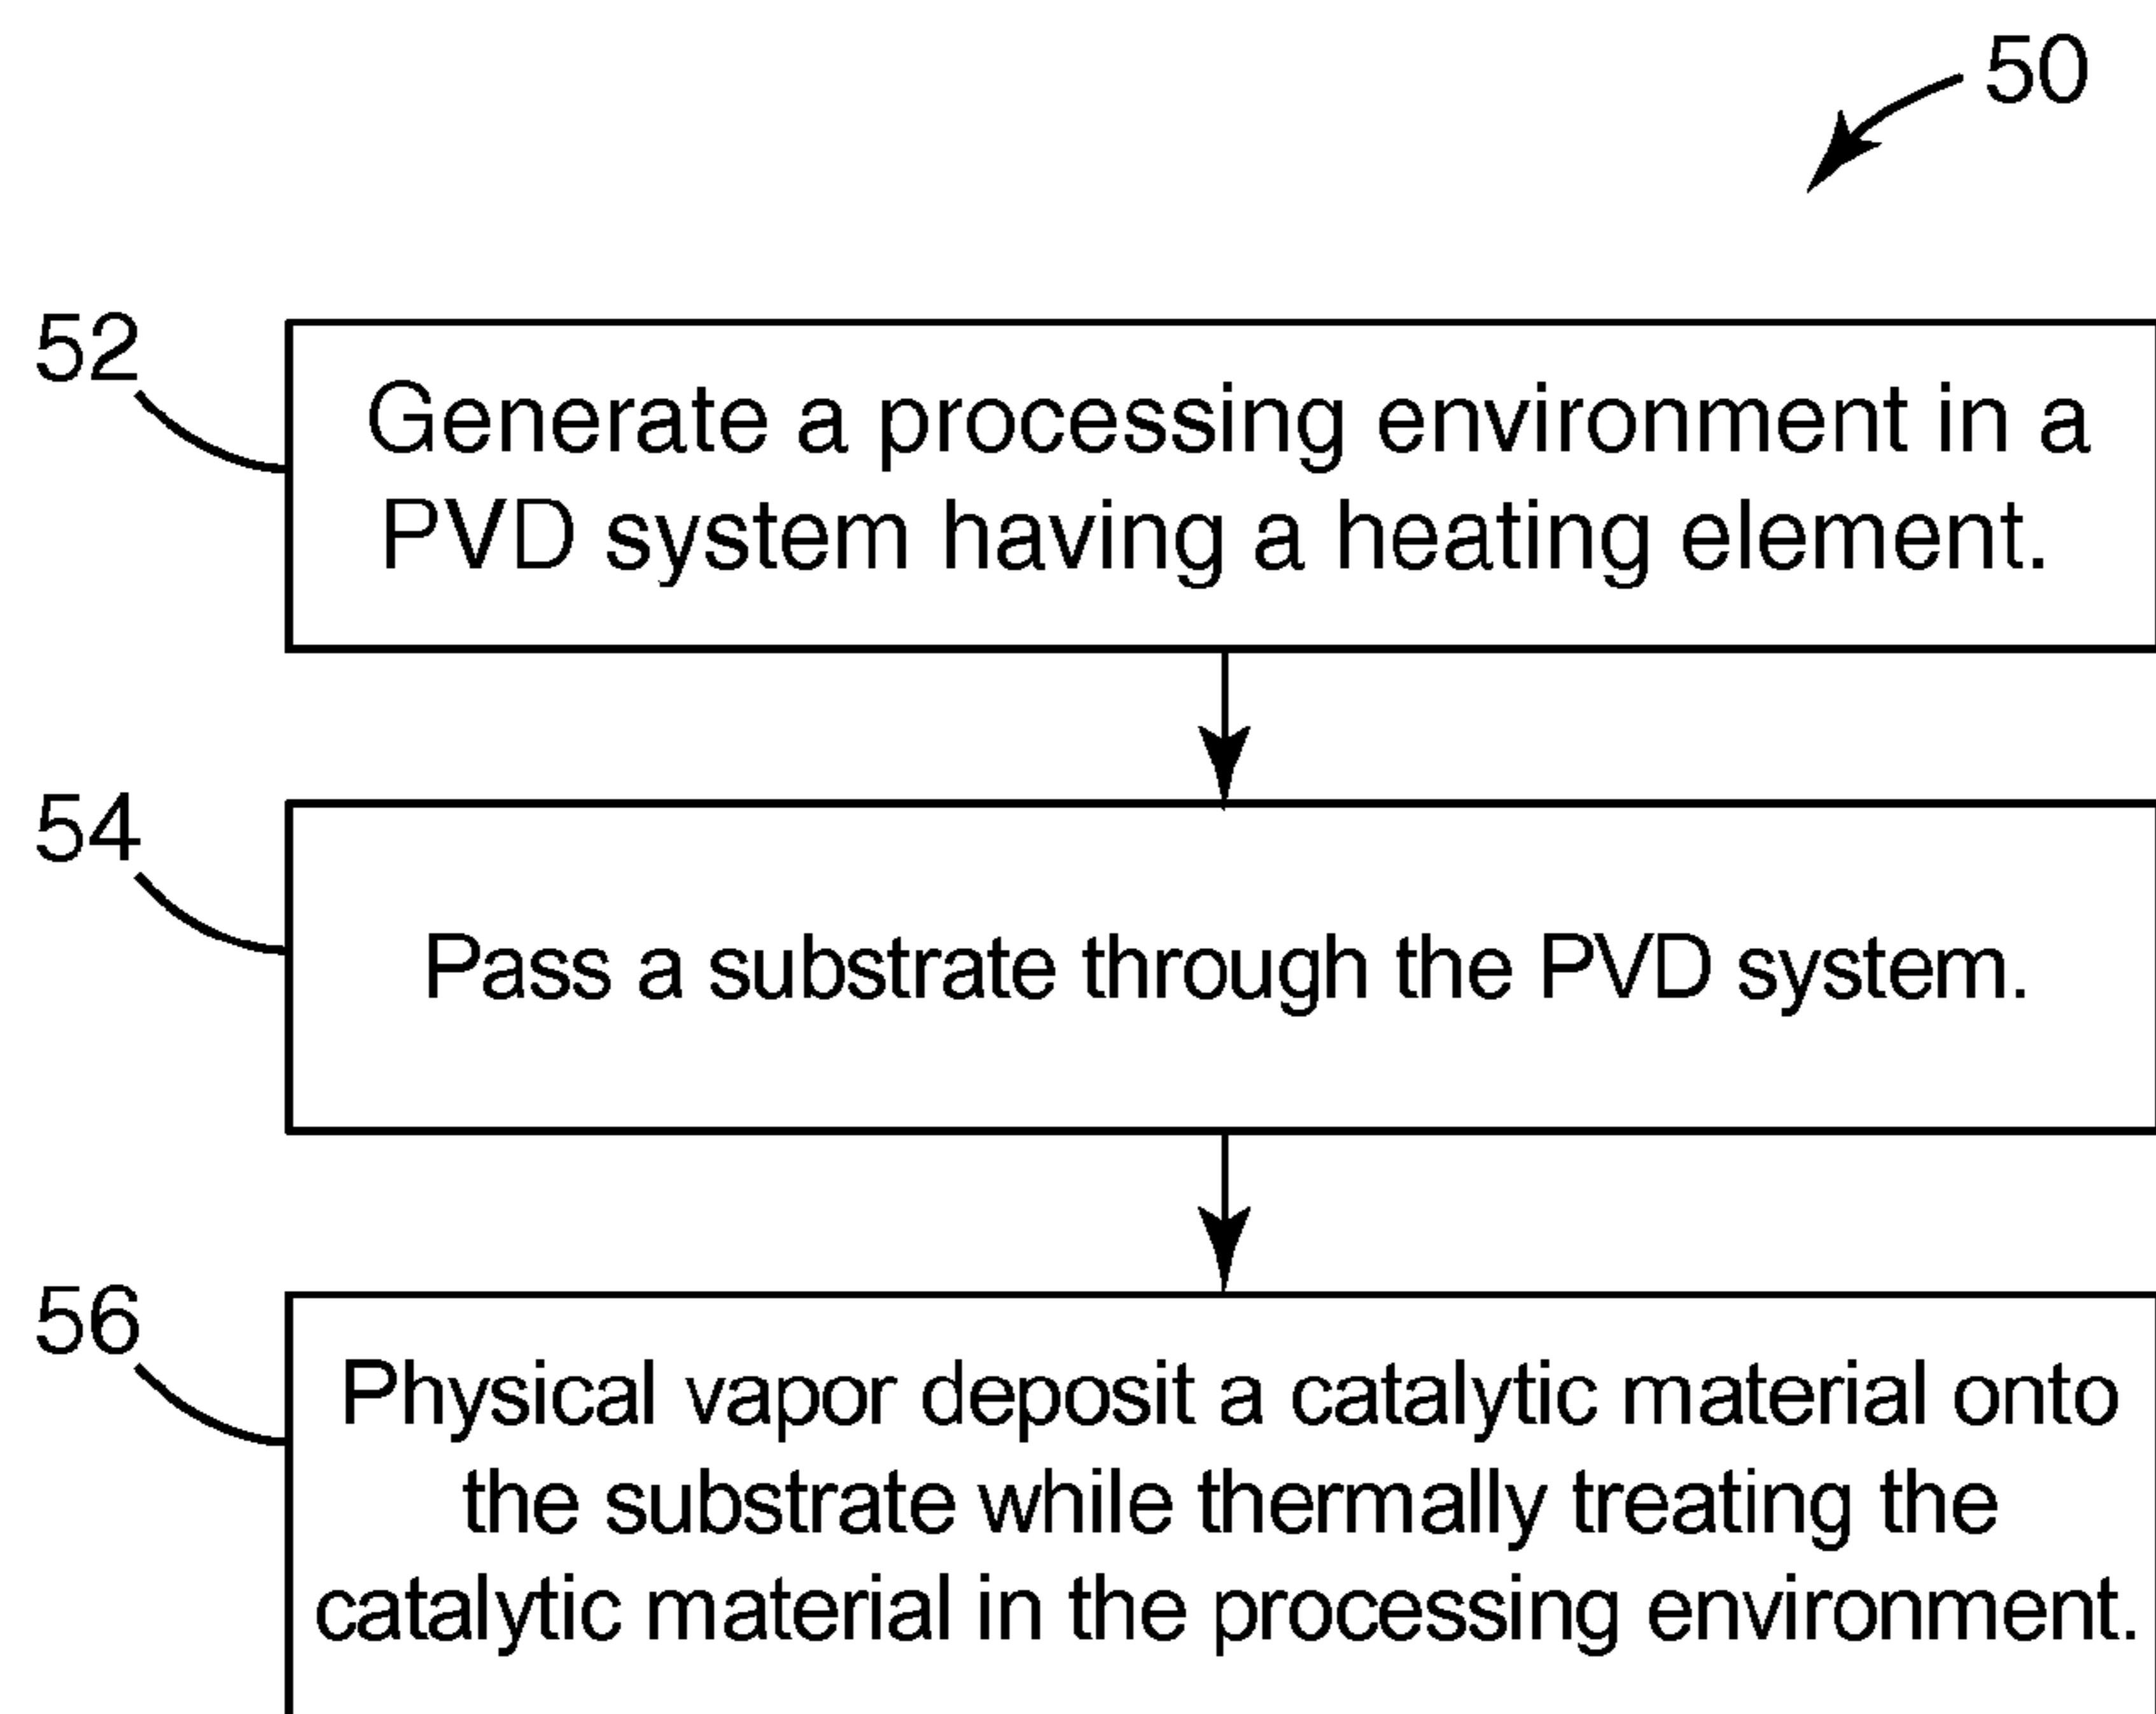 50
52
Generate a processing environment in a
PVD system having a heating element.
54
Pass a substrate through the PVD system.
56
Physical vapor deposit a catalytic material onto
the substrate while thermally treating the
catalytic material in the processing environment.